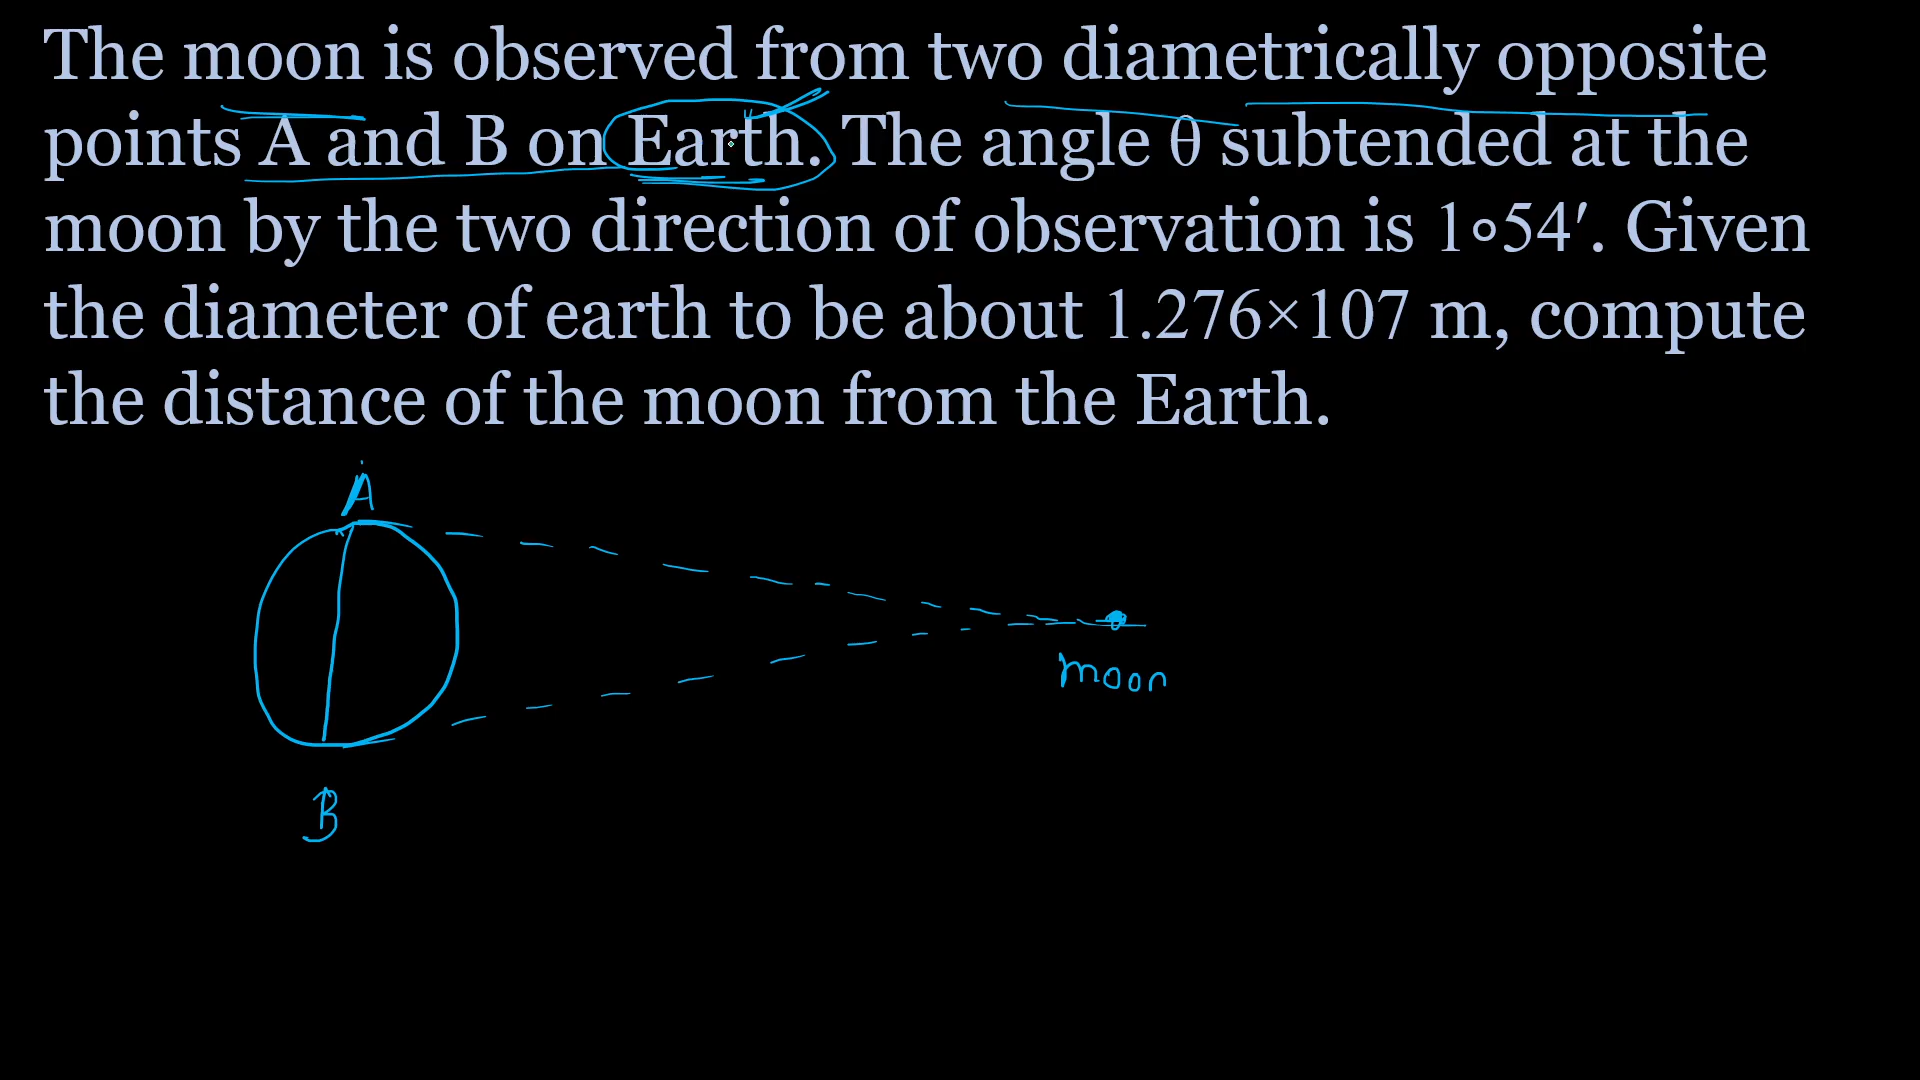 The moon is observed from two diametrically opposite
points A and B on Earth. The angle θ subtended at the
moon by the two direction of observation is 1∘54′. Given
the diameter of earth to be about 1.276×107 m, compute
the distance of the moon from the Earth.
A
moon
B